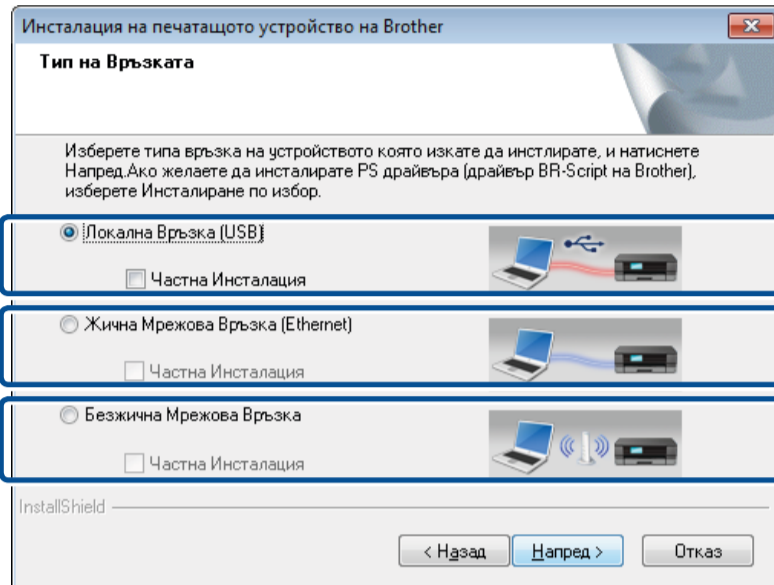 Инсталация на печатащото устройство на Brother
Тип на Връзката
Изберете типа връзка на устройството която изкате да инстлирате, и натиснете
Напред.Ако желаете да инсталирате PS драйвъра (драйвър BR-Script на Brother),
изберете Инсталиране по избор.
Локална Връзка (USB)
Частна Инсталация
Жична Мрежова Връзка (Ethernet)
Частна Инсталация
Безжична Мрежова Връзка
Частна Инсталация
InstallShield
< Назад Напред > Отказ